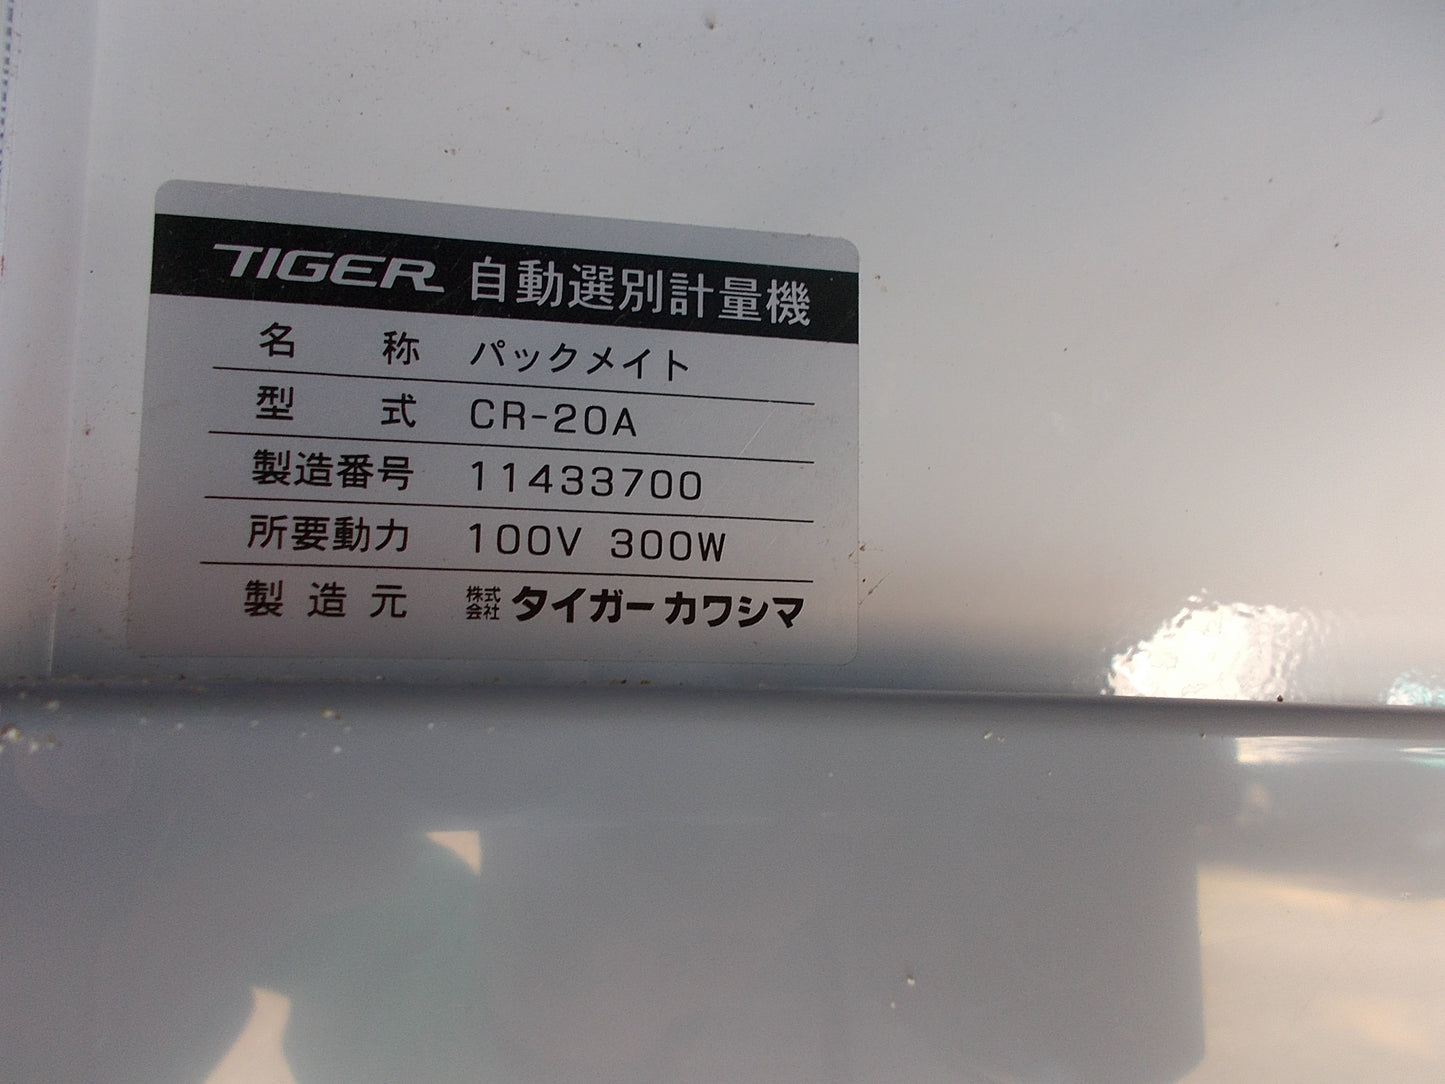 TIGER 自動選別計量機
名称 パックメイト
型式 CR-20A
製造番号 11433700
所要動力 100V 300W
製造元 株式会社 タイガーカワシマ